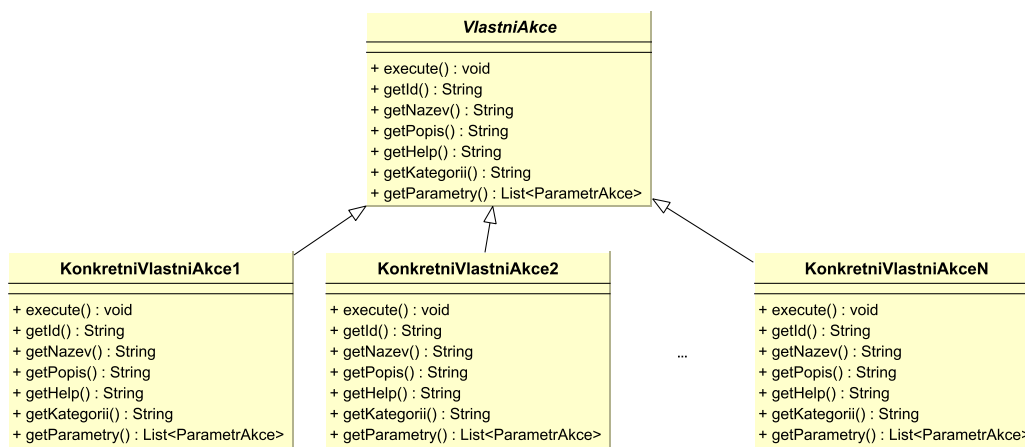 VlastniAkce
+ execute() : void
+ getId() : String
+ getNazev() : String
+ getPopis() : String
+ getHelp() : String
+ getKategorii() : String
+ getParametry() : List<ParametrAkce>
KonkretniVlastniAkce1
+ execute() : void
+ getId() : String
+ getNazev() : String
+ getPopis() : String
+ getHelp() : String
+ getKategorii() : String
+ getParametry() : List<ParametrAkce>
KonkretniVlastniAkce2
+ execute() : void
+ getId() : String
+ getNazev() : String
+ getPopis() : String
+ getHelp() : String
+ getKategorii() : String
+ getParametry() : List<ParametrAkce>
...
KonkretniVlastniAkceN
+ execute() : void
+ getId() : String
+ getNazev() : String
+ getPopis() : String
+ getHelp() : String
+ getKategorii() : String
+ getParametry() : List<ParametrAkce>